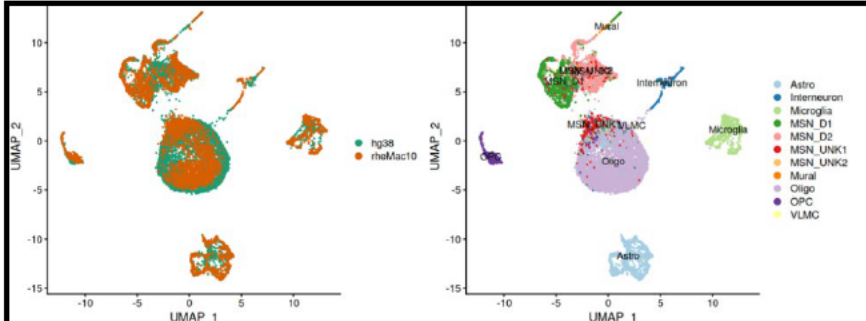 UMAP_2
10
5
0
-5
-10
-15
-10
-5
0
5
10
UMAP_1
hg38
rheMac10
UMAP_2
10
5
0
-5
-10
-15
-10
-5
0
5
10
UMAP_1
Mural
MSN_D1
Interneuron
MSN_UNK1
VLMC
Microglia
OPC
Oligo
Astro
Astro
Interneuron
Microglia
MSN_D1
MSN_D2
MSN_UNK1
MSN_UNK2
Mural
Oligo
OPC
VLMC